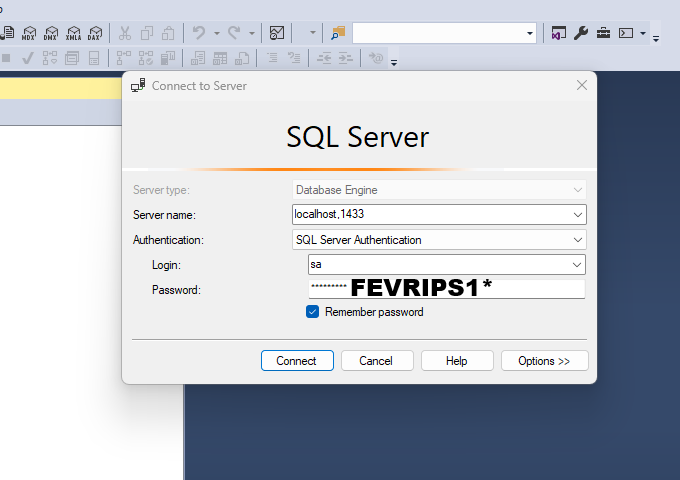 MDX DMX XMLA DAX
Connect to Server
SQL Server
Server type: Database Engine
Server name: localhost,1433
Authentication: SQL Server Authentication
Login: sa
Password: ********* FEVRIPS1*
Remember password
Connect Cancel Help Options >>